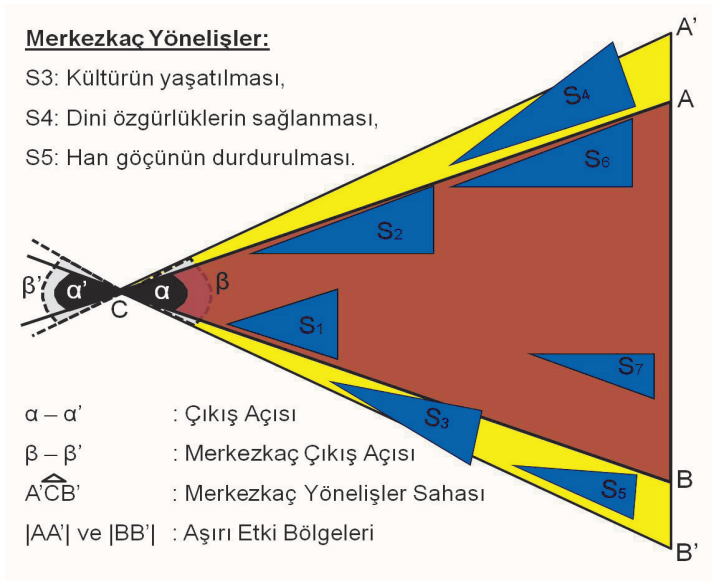 Merkezkaç Yönelişler:
S3: Kültürün yaşatılması,
S4: Dini özgürlüklerin sağlanması,
S5: Han göçünün durdurulması.
A’
A
S4
S6
S2
β’
α’
α
β
C
S1
S7
S3
S5
B
B’
α – α’ : Çıkış Açısı
β – β’ : Merkezkaç Çıkış Açısı
A’ĈB’ : Merkezkaç Yönelişler Sahası
|AA’| ve |BB’| : Aşırı Etki Bölgeleri